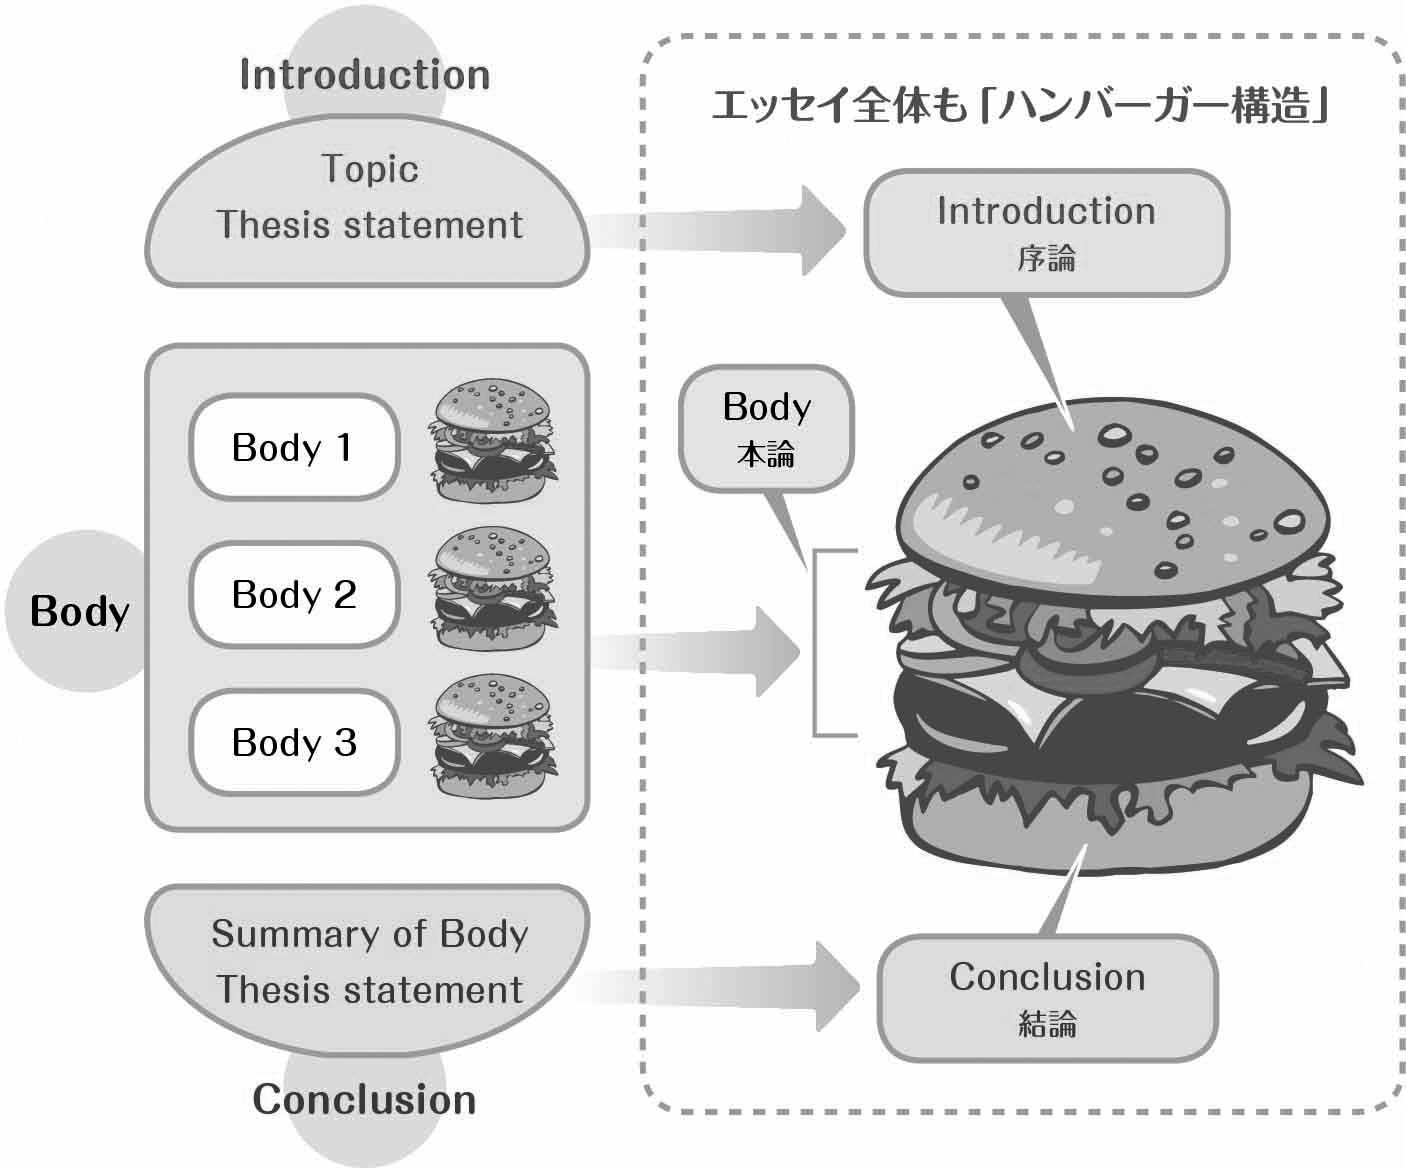 Introduction
Topic
Thesis statement
Body
Body 1
Body 2
Body 3
Summary of Body
Thesis statement
Conclusion
エッセイ全体も「ハンバーガー構造」
Introduction
序論
Body
本論
Conclusion
結論